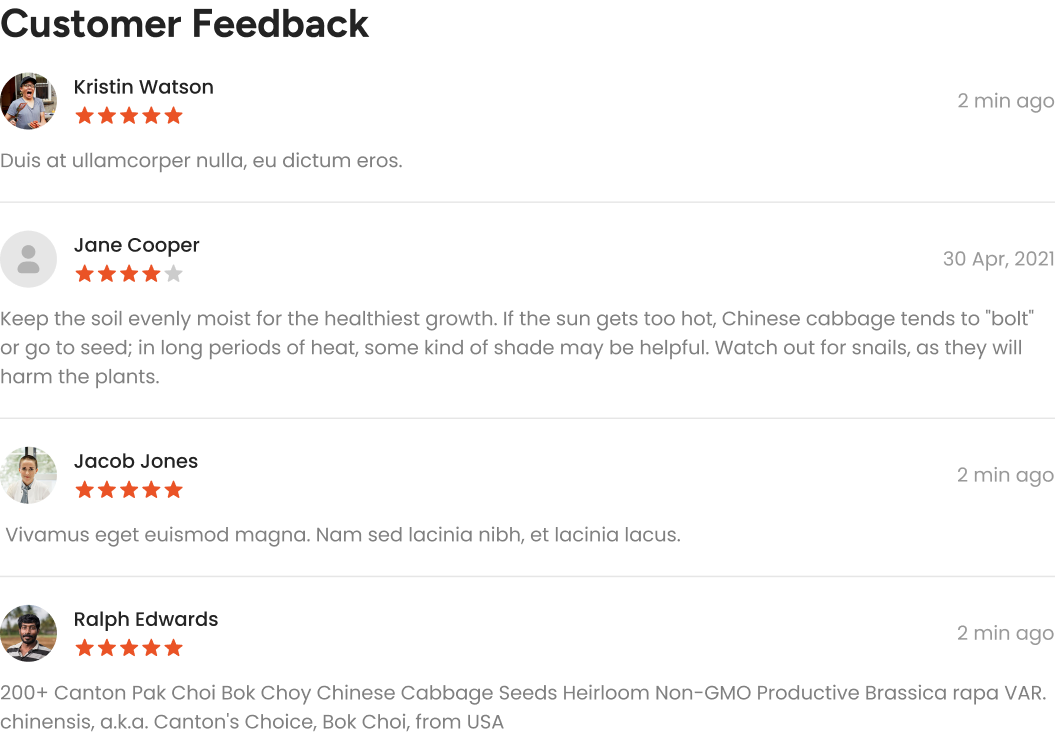 Customer Feedback
Kristin Watson
2 min ago
Duis at ullamcorper nulla, eu dictum eros.
Jane Cooper
30 Apr, 2021
Keep the soil evenly moist for the healthiest growth. If the sun gets too hot, Chinese cabbage tends to "bolt"
or go to seed; in long periods of heat, some kind of shade may be helpful. Watch out for snails, as they will
harm the plants.
Jacob Jones
2 min ago
Vivamus eget euismod magna. Nam sed lacinia nibh, et lacinia lacus.
Ralph Edwards
2 min ago
200+ Canton Pak Choi Bok Choy Chinese Cabbage Seeds Heirloom Non-GMO Productive Brassica rapa VAR.
chinensis, a.k.a. Canton's Choice, Bok Choi, from USA